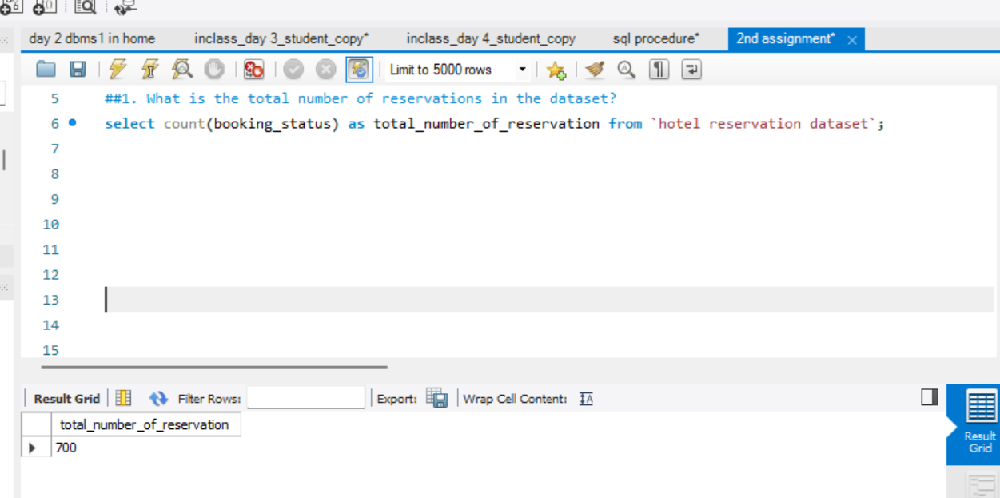 day 2 dbms1 in home inclass_day 3_student_copy* inclass_day 4_student_copy sql procedure* 2nd assignment* ×
Limit to 5000 rows
5 ##1. What is the total number of reservations in the dataset?
6 select count(booking_status) as total_number_of_reservation from `hotel reservation dataset`;
7
8
9
10
11
12
13
14
15
Result Grid Filter Rows: Export: Wrap Cell Content: IA
total_number_of_reservation
700
Result
Grid